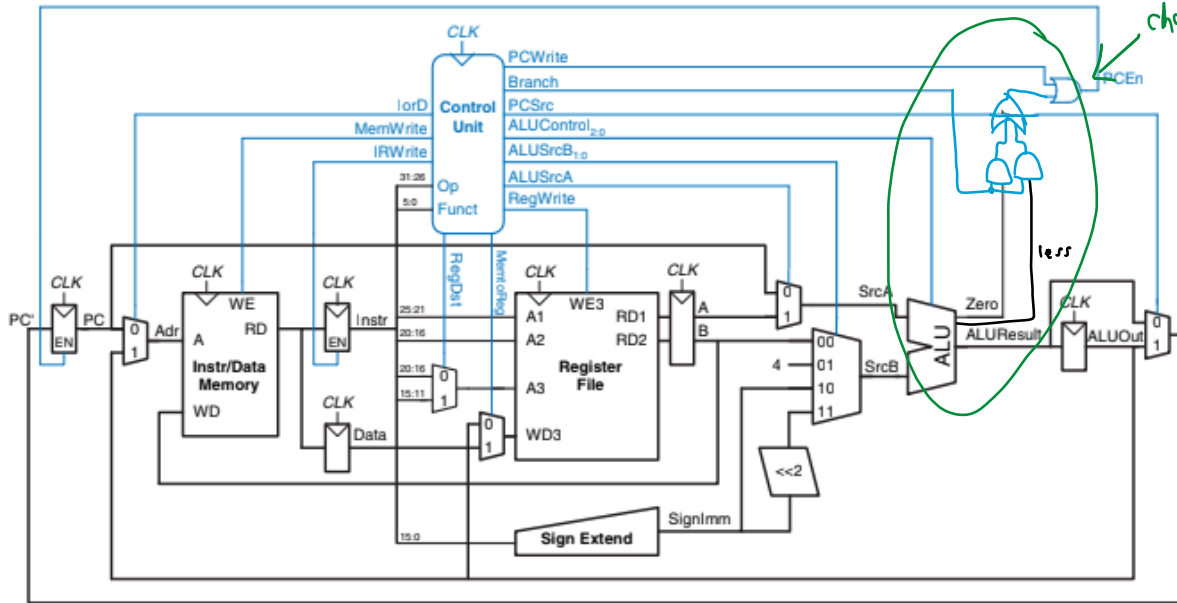 CLK
PCWrite
Branch
PCSrc
ALUControl2:0
ALUSrcB1:0
ALUSrcA
RegWrite
IorD
MemWrite
IRWrite
Control
Unit
31:26
Op
5:0
Funct
PCEn
RegDst
MemtoReg
less
CLK
CLK
CLK
CLK
CLK
CLK
PC'
PC
EN
0
1
Adr
WE
A
RD
Instr/Data
Memory
WD
EN
Instr
25:21
20:16
20:16
15:11
0
1
CLK
Data
0
1
A1
A2
A3
WD3
WE3
RD1
RD2
Register
File
A
B
0
1
SrcA
4
00
01
10
11
SrcB
ALU
Zero
ALUResult
ALUOut
0
1
<<2
SignImm
15:0
Sign Extend